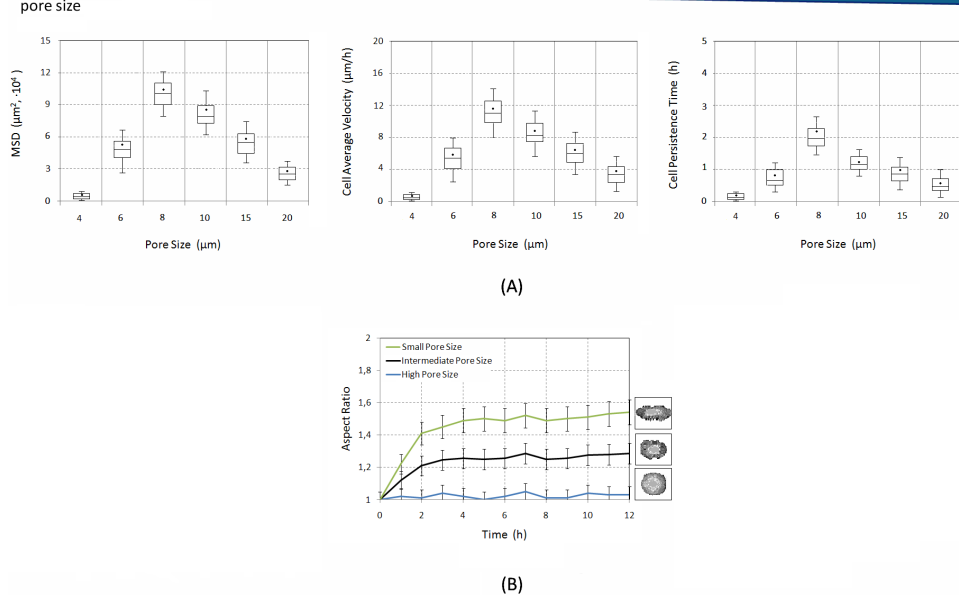 pore size
15
12
9
6
3
0
MSD
(µm², ·10⁴)
4 6 8 10 15 20
Pore Size (µm)
20
16
12
8
4
0
Cell Average Velocity (µm/h)
4 6 8 10 15 20
Pore Size (µm)
5
4
3
2
1
0
Cell Persistence Time (h)
4 6 8 10 15 20
Pore Size (µm)
(A)
2
1,8
1,6
1,4
1,2
1
Aspect Ratio
Small Pore Size
Intermediate Pore Size
High Pore Size
0 2 4 6 8 10 12
Time (h)
(B)